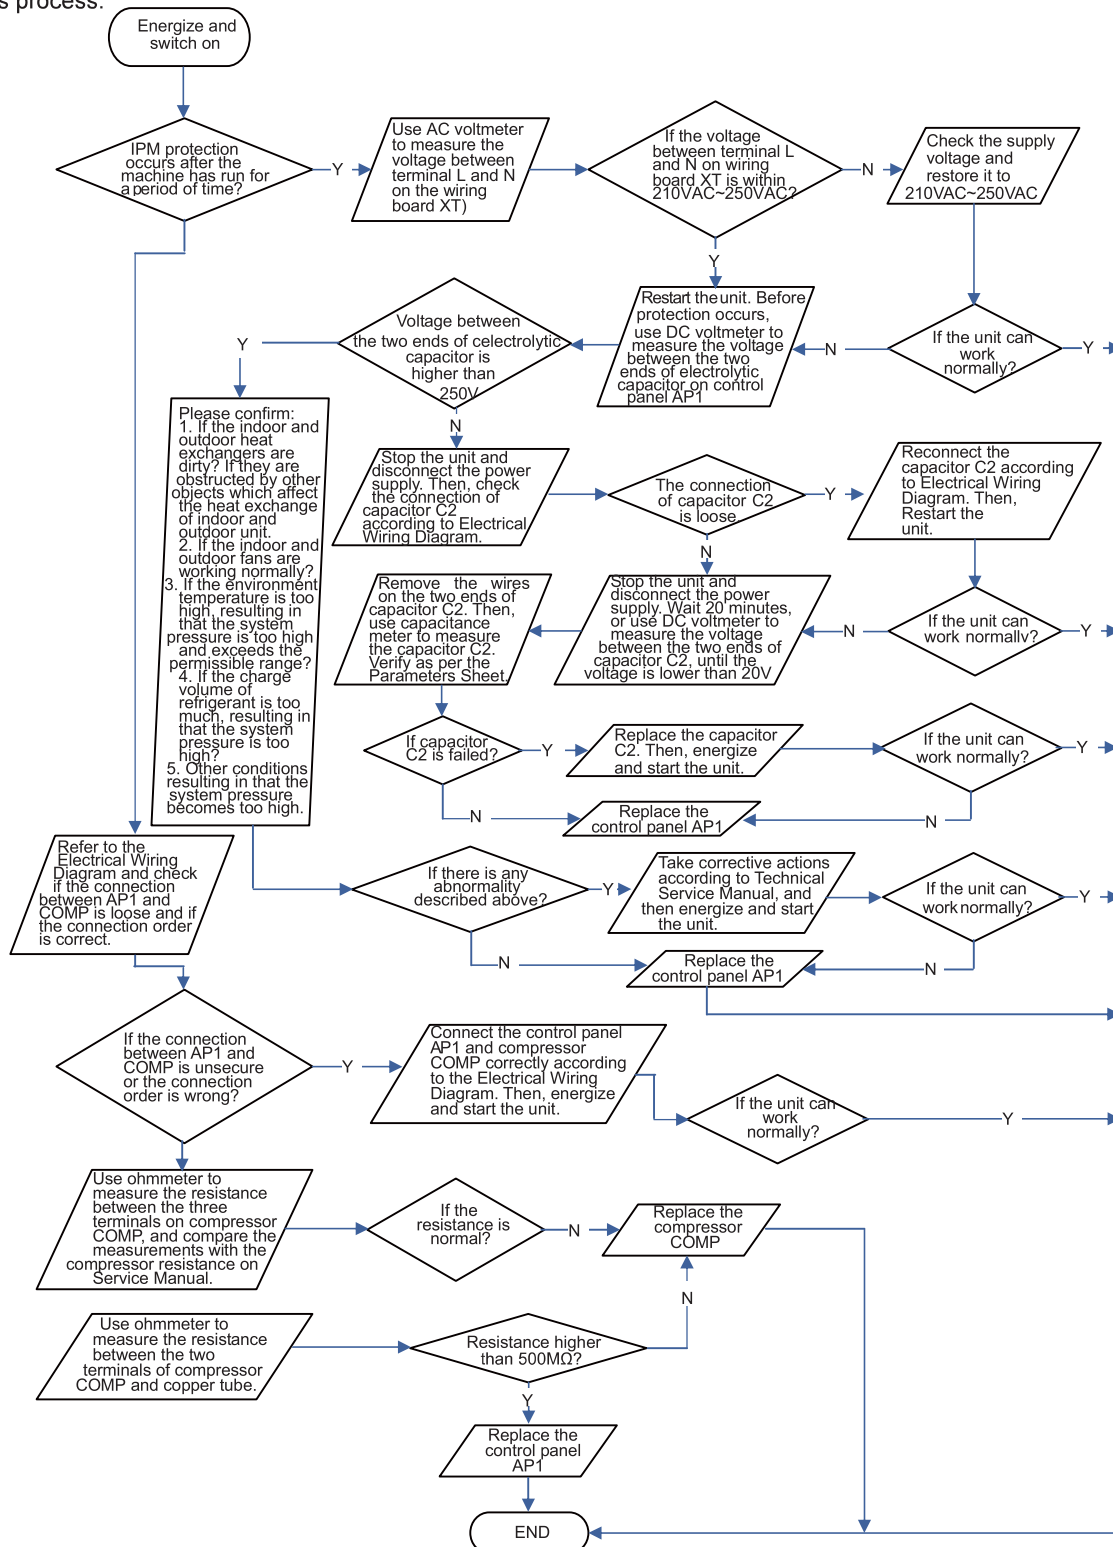 s process.
Energize and
switch on
IPM protection
occurs after the
machine has run for
a period of time?
Y
Use AC voltmeter
to measure the
voltage between
terminal L and N
on the wiring
board XT)
If the voltage
between terminal L
and N on wiring
board XT is within
210VAC~250VAC?
N
Check the supply
voltage and
restore it to
210VAC~250VAC
Y
Restart the unit. Before
protection occurs,
use DC voltmeter to
measure the voltage
between the two
ends of electrolytic
capacitor on control
panel AP1
N
If the unit can
work
normally?
Y
Voltage between
the two ends of celectrolytic
capacitor is
higher than
250V
Y
N
Please confirm:
1. If the indoor and
outdoor heat
exchangers are
dirty? If they are
obstructed by other
objects which affect
the heat exchange
of indoor and
outdoor unit.
2. If the indoor and
outdoor fans are
working normally?
3. If the environment
temperature is too
high, resulting in
that the system
pressure is too high
and exceeds the
permissible range?
4. If the charge
volume of
refrigerant is too
much, resulting in
that the system
pressure is too
high?
5. Other conditions
resulting in that the
system pressure
becomes too high.
Stop the unit and
disconnect the power
supply. Then, check
the connection of
capacitor C2
according to Electrical
Wiring Diagram.
The connection
of capacitor C2
is loose
Y
Reconnect the
capacitor C2 according
to Electrical Wiring
Diagram. Then,
Restart the
unit.
N
Remove the wires
on the two ends of
capacitor C2. Then,
use capacitance
meter to measure
the capacitor C2.
Verify as per the
Parameters Sheet.
Stop the unit and
disconnect the power
supply. Wait 20 minutes,
or use DC voltmeter to
measure the voltage
between the two ends of
capacitor C2, until the
voltage is lower than 20V
N
If the unit can
work normallv?
Y
If capacitor
C2 is failed?
Y
Replace the capacitor
C2. Then, energize
and start the unit.
If the unit can
work normally?
Y
N
Replace the
control panel AP1
N
Refer to the
Electrical Wiring
Diagram and check
if the connection
between AP1 and
COMP is loose and if
the connection order
is correct.
If there is any
abnormality
described above?
Y
Take corrective actions
according to Technical
Service Manual, and
then energize and start
the unit.
If the unit can
work normally?
Y
N
Replace the
control panel AP1
N
If the connection
between AP1 and
COMP is unsecure
or the connection
order is wrong?
Y
Connect the control panel
AP1 and compressor
COMP correctly according
to the Electrical Wiring
Diagram. Then, energize
and start the unit.
If the unit can
work
normally?
Y
Use ohmmeter to
measure the resistance
between the three
terminals on compressor
COMP, and compare the
measurements with the
compressor resistance on
Service Manual.
If the
resistance is
normal?
N
Replace the
compressor
COMP
N
Use ohmmeter to
measure the resistance
between the two
terminals of compressor
COMP and copper tube.
Resistance higher
than 500MΩ?
Y
Replace the
control panel
AP1
END